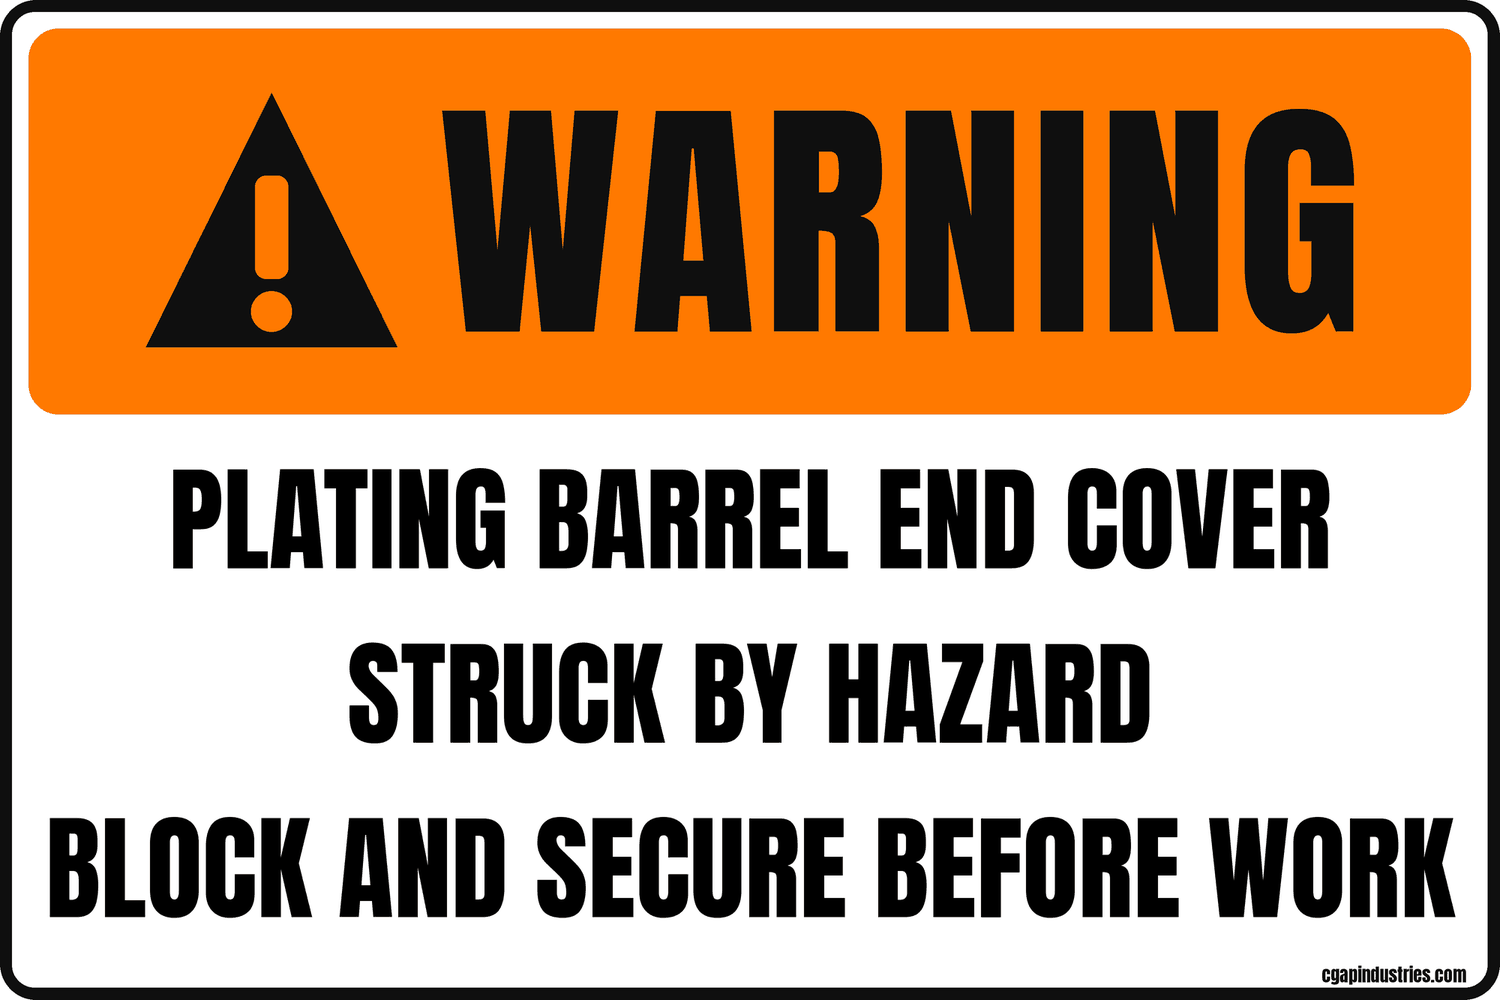 WARNING
PLATING BARREL END COVER
STRUCK BY HAZARD
BLOCK AND SECURE BEFORE WORK
cgapindustries.com